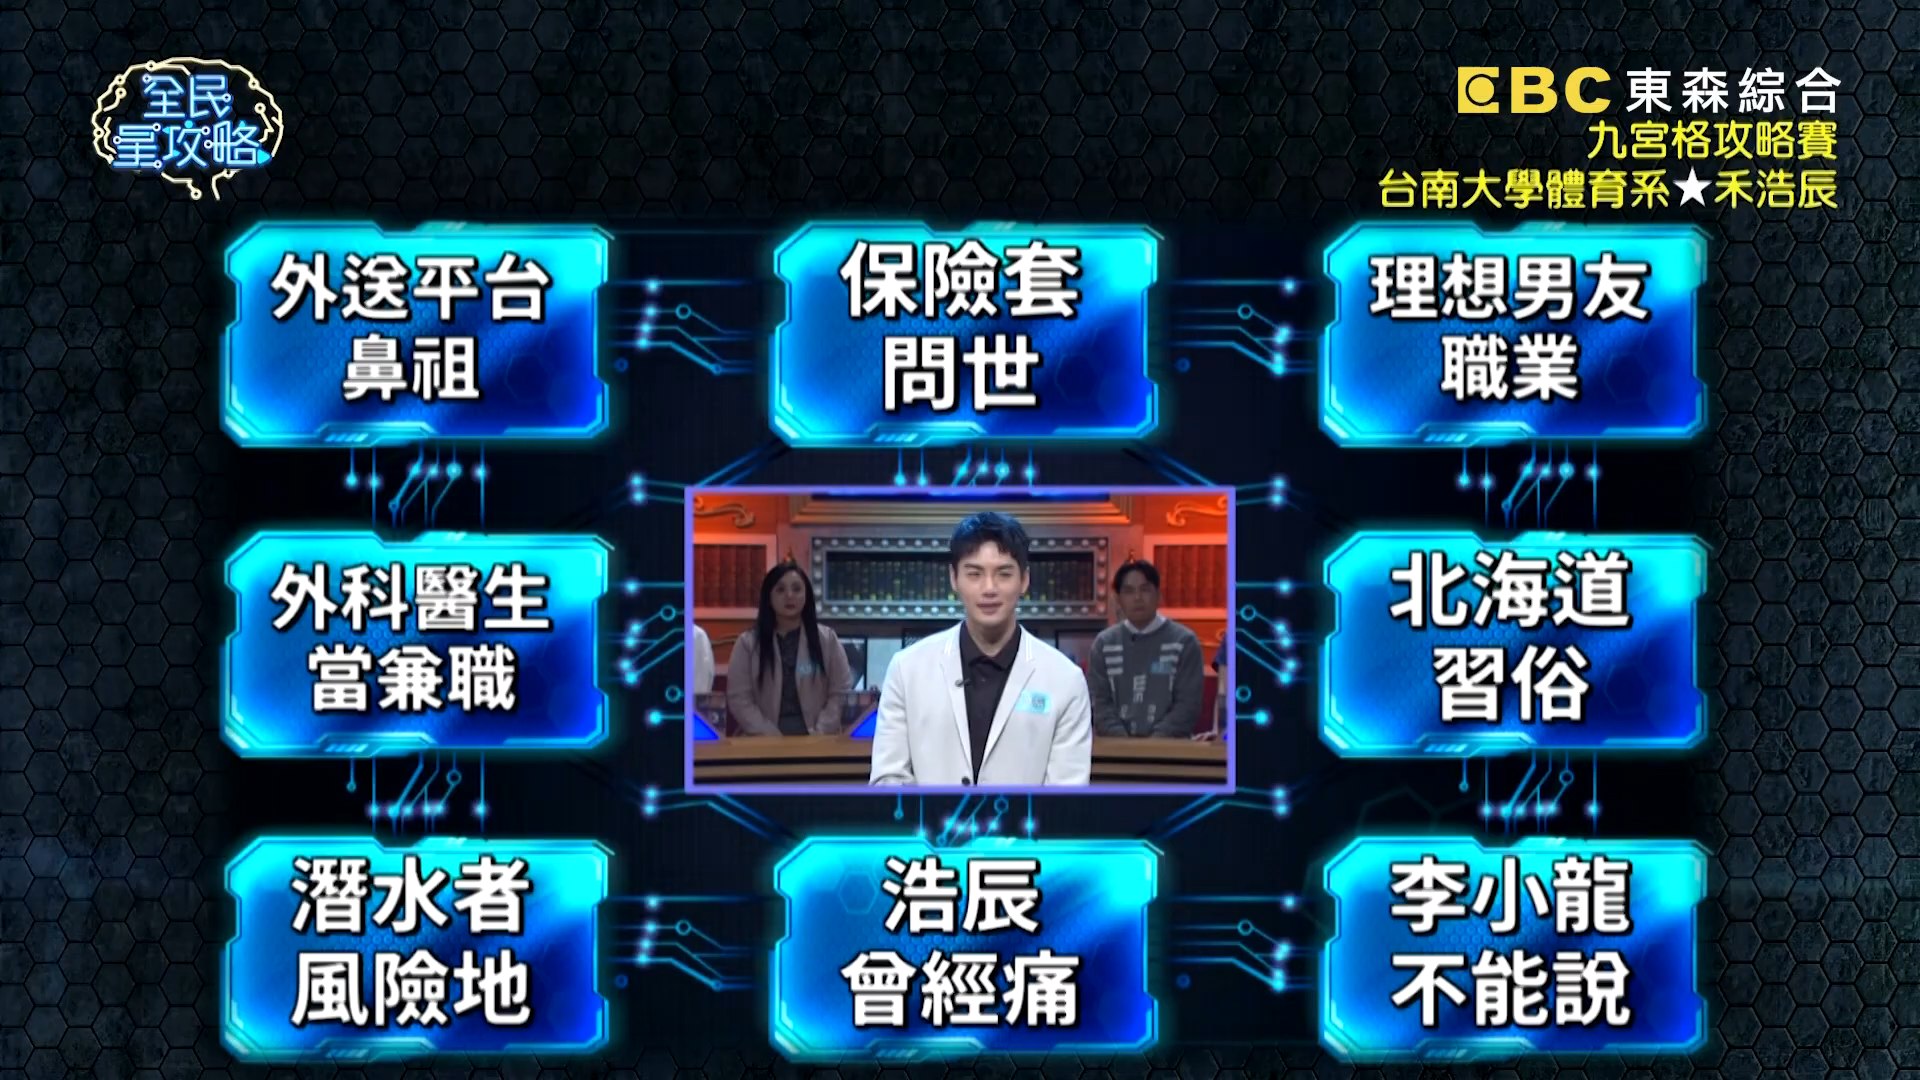 全民
星攻略
EBC 東森綜合
九宮格攻略賽
台南大學體育系★禾浩辰
外送平台
鼻祖
保險套
問世
理想男友
職業
外科醫生
當兼職
北海道
習俗
潛水者
風險地
浩辰
曾經痛
李小龍
不能說